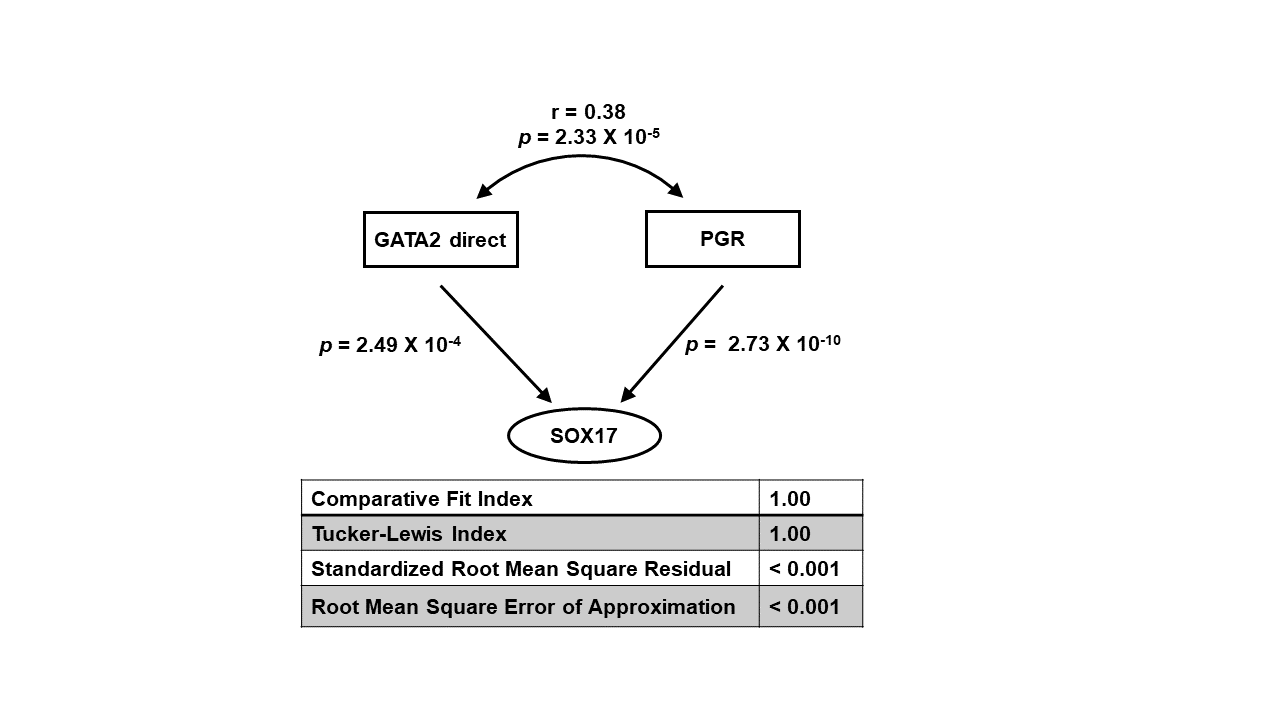 r = 0.38
p = 2.33 X 10⁻⁵
GATA2 direct
PGR
p = 2.49 X 10⁻⁴
p =  2.73 X 10⁻¹⁰
SOX17
Comparative Fit Index 1.00
Tucker-Lewis Index 1.00
Standardized Root Mean Square Residual < 0.001
Root Mean Square Error of Approximation < 0.001